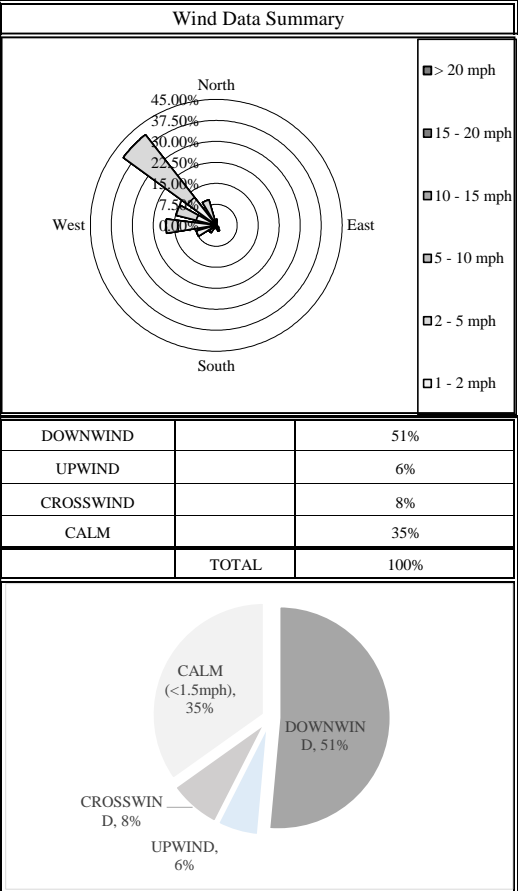 Wind Data Summary
North
45.00%
37.50%
30.00%
22.50%
15.00%
7.50%
0.00%
West
East
South
> 20 mph
15 - 20 mph
10 - 15 mph
5 - 10 mph
2 - 5 mph
1 - 2 mph
DOWNWIND 51%
UPWIND 6%
CROSSWIND 8%
CALM 35%
TOTAL 100%
CALM
(<1.5mph),
35%
DOWNWIN
D, 51%
CROSSWIN
D, 8%
UPWIND,
6%